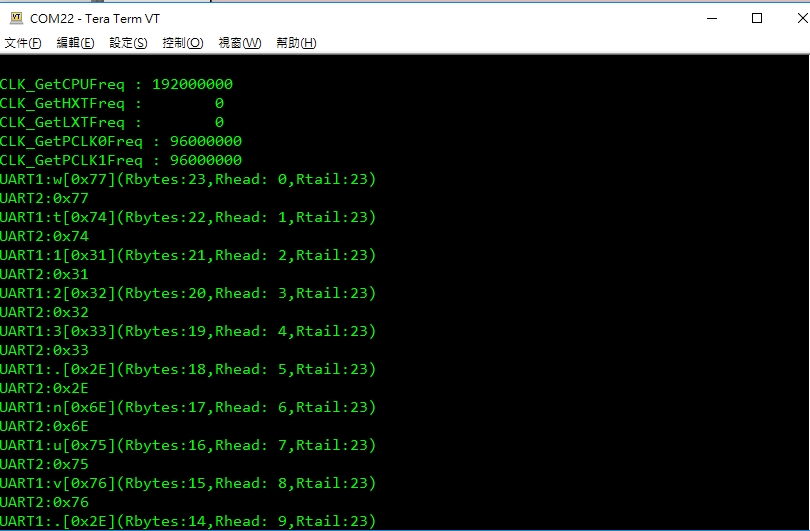 COM22 - Tera Term VT
文件(F) 編輯(E) 設定(S) 控制(O) 視窗(W) 幫助(H)
CLK_GetCPUFreq : 192000000
CLK_GetHXTFreq :         0
CLK_GetLXTFreq :         0
CLK_GetPCLK0Freq : 96000000
CLK_GetPCLK1Freq : 96000000
UART1:w[0x77](Rbytes:23,Rhead: 0,Rtail:23)
UART2:0x77
UART1:t[0x74](Rbytes:22,Rhead: 1,Rtail:23)
UART2:0x74
UART1:1[0x31](Rbytes:21,Rhead: 2,Rtail:23)
UART2:0x31
UART1:2[0x32](Rbytes:20,Rhead: 3,Rtail:23)
UART2:0x32
UART1:3[0x33](Rbytes:19,Rhead: 4,Rtail:23)
UART2:0x33
UART1:.[0x2E](Rbytes:18,Rhead: 5,Rtail:23)
UART2:0x2E
UART1:n[0x6E](Rbytes:17,Rhead: 6,Rtail:23)
UART2:0x6E
UART1:u[0x75](Rbytes:16,Rhead: 7,Rtail:23)
UART2:0x75
UART1:v[0x76](Rbytes:15,Rhead: 8,Rtail:23)
UART2:0x76
UART1:.[0x2E](Rbytes:14,Rhead: 9,Rtail:23)